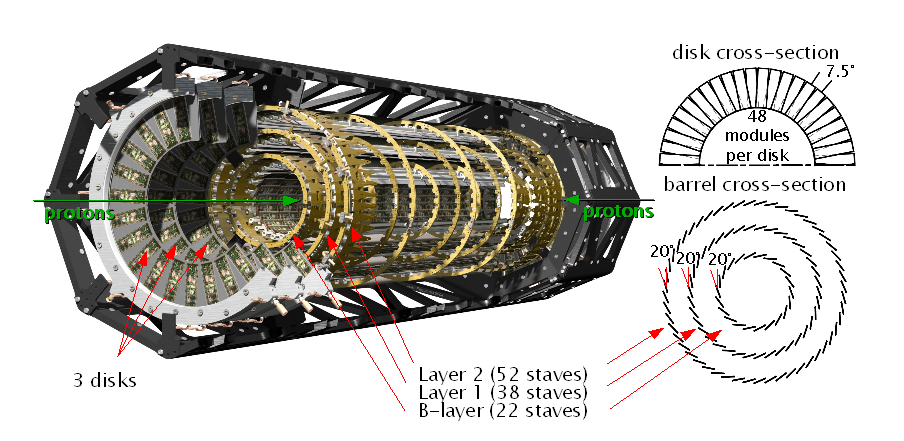 disk cross-section
7.5°
48
modules
per disk
barrel cross-section
protons
protons
20°
20°
20°
3 disks
Layer 2 (52 staves)
Layer 1 (38 staves)
B-layer (22 staves)